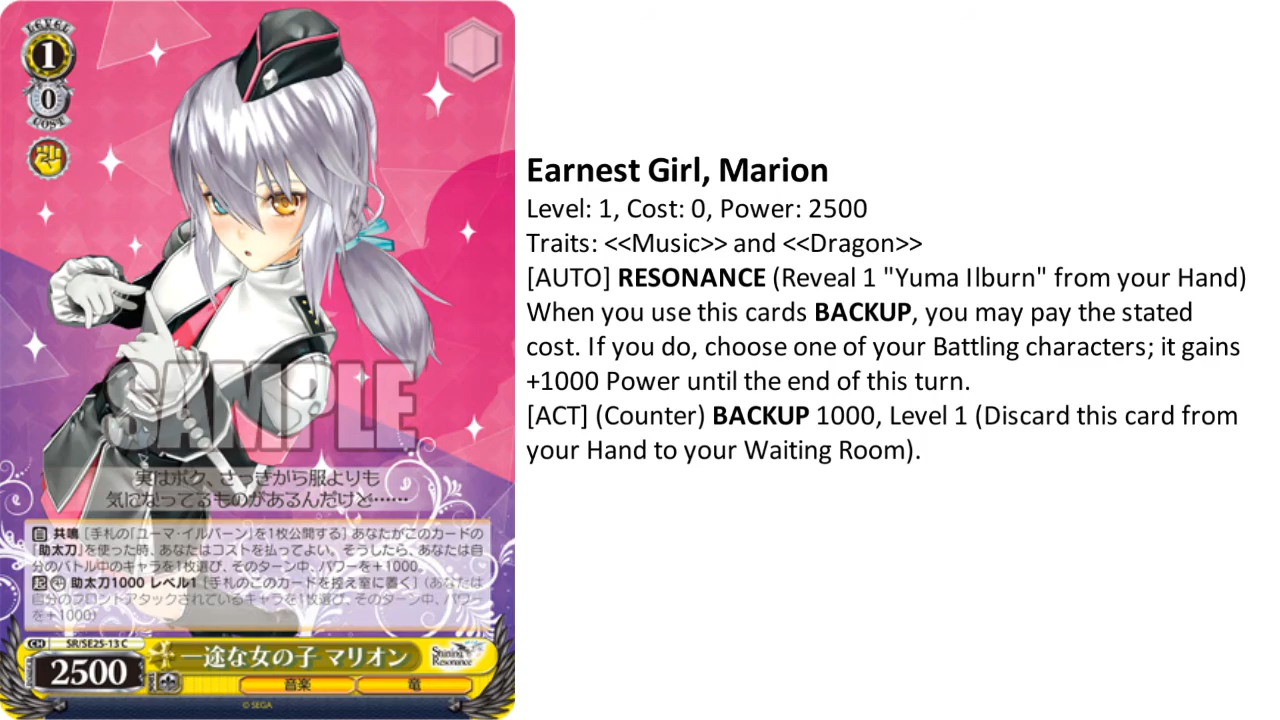 LEVEL
1
0
COST
SAMPLE
実はボク、さっきから服よりも
気になってるものがあるんだけど……
自 共鳴［手札の「ユーマ・イルバーン」を1枚公開する］あなたがこのカードの
『助太刀』を使った時、あなたはコストを払ってよい。そうしたら、あなたは自
分のバトル中のキャラを1枚選び、そのターン中、パワーを＋1000。
起 助太刀1000 レベル1［手札のこのカードを控え室に置く］（あなたは
自分のフロントアタックされているキャラを1枚選び、そのターン中、パワー
を＋1000）
CH SR/SE25-13 C
2500
一途な女の子 マリオン
Shining
Resonance
音楽 竜
© SEGA
Earnest Girl, Marion
Level: 1, Cost: 0, Power: 2500
Traits: <<Music>> and <<Dragon>>
[AUTO] RESONANCE (Reveal 1 "Yuma Ilburn" from your Hand)
When you use this cards BACKUP, you may pay the stated
cost. If you do, choose one of your Battling characters; it gains
+1000 Power until the end of this turn.
[ACT] (Counter) BACKUP 1000, Level 1 (Discard this card from
your Hand to your Waiting Room).